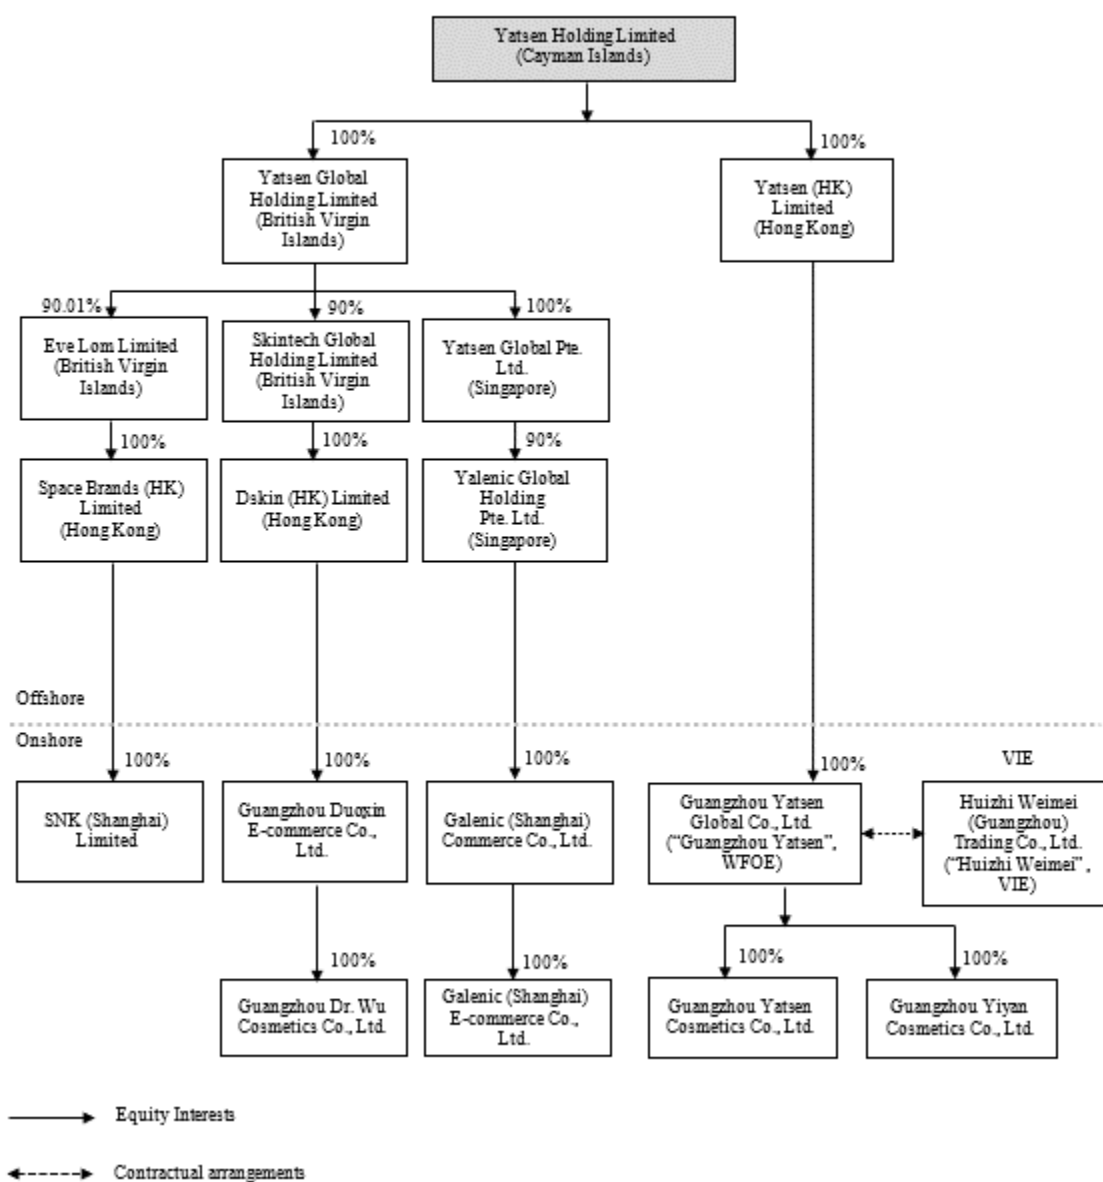 Yatsen Holding Limited
(Cayman Islands)
100%
100%
Yatsen Global
Holding Limited
(British Virgin
Islands)
Yatsen (HK)
Limited
(Hong Kong)
90.01%
90%
100%
Eve Lom Limited
(British Virgin
Islands)
Skintech Global
Holding Limited
(British Virgin
Islands)
Yatsen Global Pte.
Ltd.
(Singapore)
100%
100%
90%
Space Brands (HK)
Limited
(Hong Kong)
Dskin (HK) Limited
(Hong Kong)
Yalenic Global
Holding
Pte. Ltd.
(Singapore)
Offshore
Onshore
100%
100%
100%
100%
VIE
SNK (Shanghai)
Limited
Guangzhou Duoxin
E-commerce Co.,
Ltd.
Galenic (Shanghai)
Commerce Co., Ltd.
Guangzhou Yatsen
Global Co., Ltd.
(“Guangzhou Yatsen”,
WFOE)
Huizhi Weimei
(Guangzhou)
Trading Co., Ltd.
(“Huizhi Weimei”,
VIE)
100%
100%
100%
100%
Guangzhou Dr. Wu
Cosmetics Co., Ltd.
Galenic (Shanghai)
E-commerce Co.,
Ltd.
Guangzhou Yatsen
Cosmetics Co., Ltd.
Guangzhou Yiyan
Cosmetics Co., Ltd.
Equity Interests
Contractual arrangements